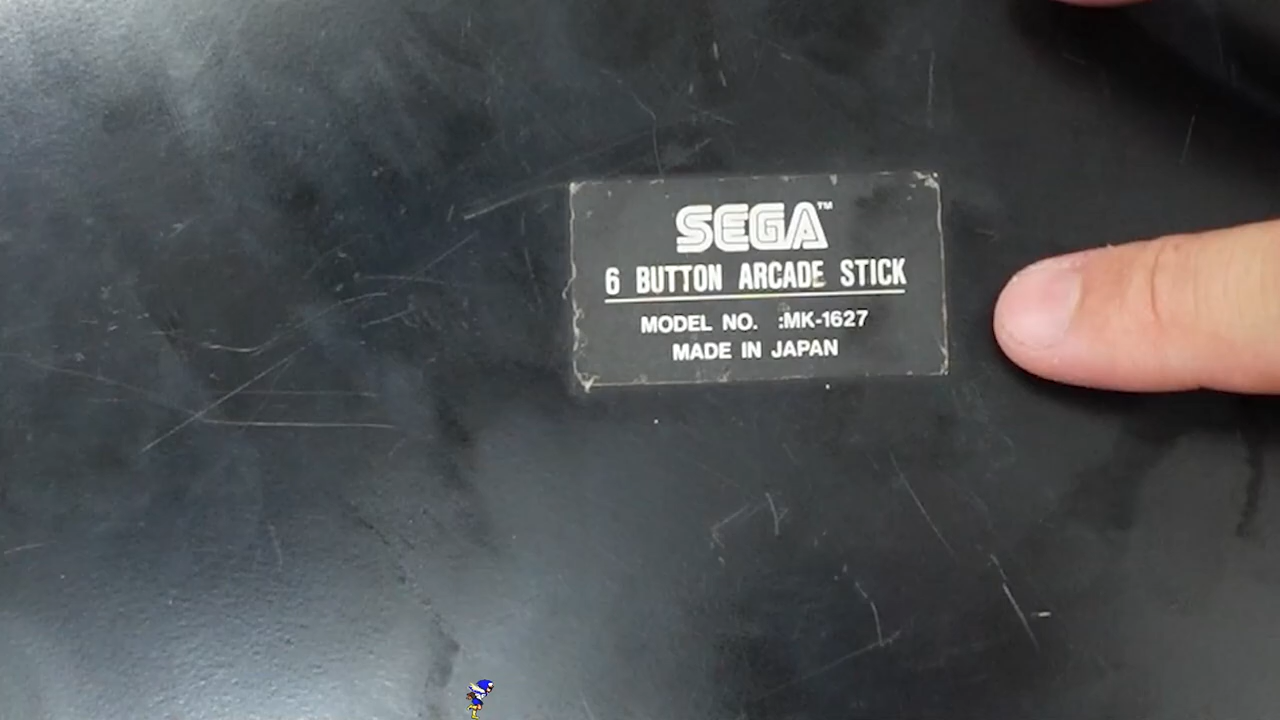 SEGA™
6 BUTTON ARCADE STICK
MODEL NO. :MK-1627
MADE IN JAPAN